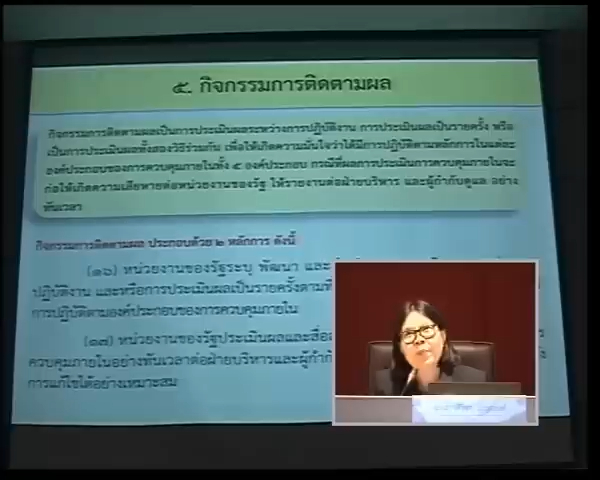 ๕. กิจกรรมการติดตามผล
กิจกรรมการติดตามผลเป็นการประเมินผลระหว่างการปฏิบัติงาน การประเมินผลเป็นรายครั้ง หรือ
เป็นการประเมินผลทั้งสองวิธีร่วมกัน เพื่อให้เกิดความมั่นใจว่าได้มีการปฏิบัติตามหลักการในแต่ละ
องค์ประกอบของการควบคุมภายในทั้ง ๕ องค์ประกอบ กรณีที่ผลการประเมินการควบคุมภายในจะ
ก่อให้เกิดความเสียหายต่อหน่วยงานของรัฐ ให้รายงานต่อฝ่ายบริหาร และผู้กำกับดูแล อย่าง
ทันเวลา
กิจกรรมการติดตามผล ประกอบด้วย ๒ หลักการ ดังนี้
(๑๖) หน่วยงานของรัฐระบุ พัฒนา และ
ปฏิบัติงาน และหรือการประเมินผลเป็นรายครั้งตามที่
การปฏิบัติตามองค์ประกอบของการควบคุมภายใน
(๑๗) หน่วยงานของรัฐประเมินผลและสื่อส
ควบคุมภายในอย่างทันเวลาต่อฝ่ายบริหารและผู้กำกั
การแก้ไขได้อย่างเหมาะสม